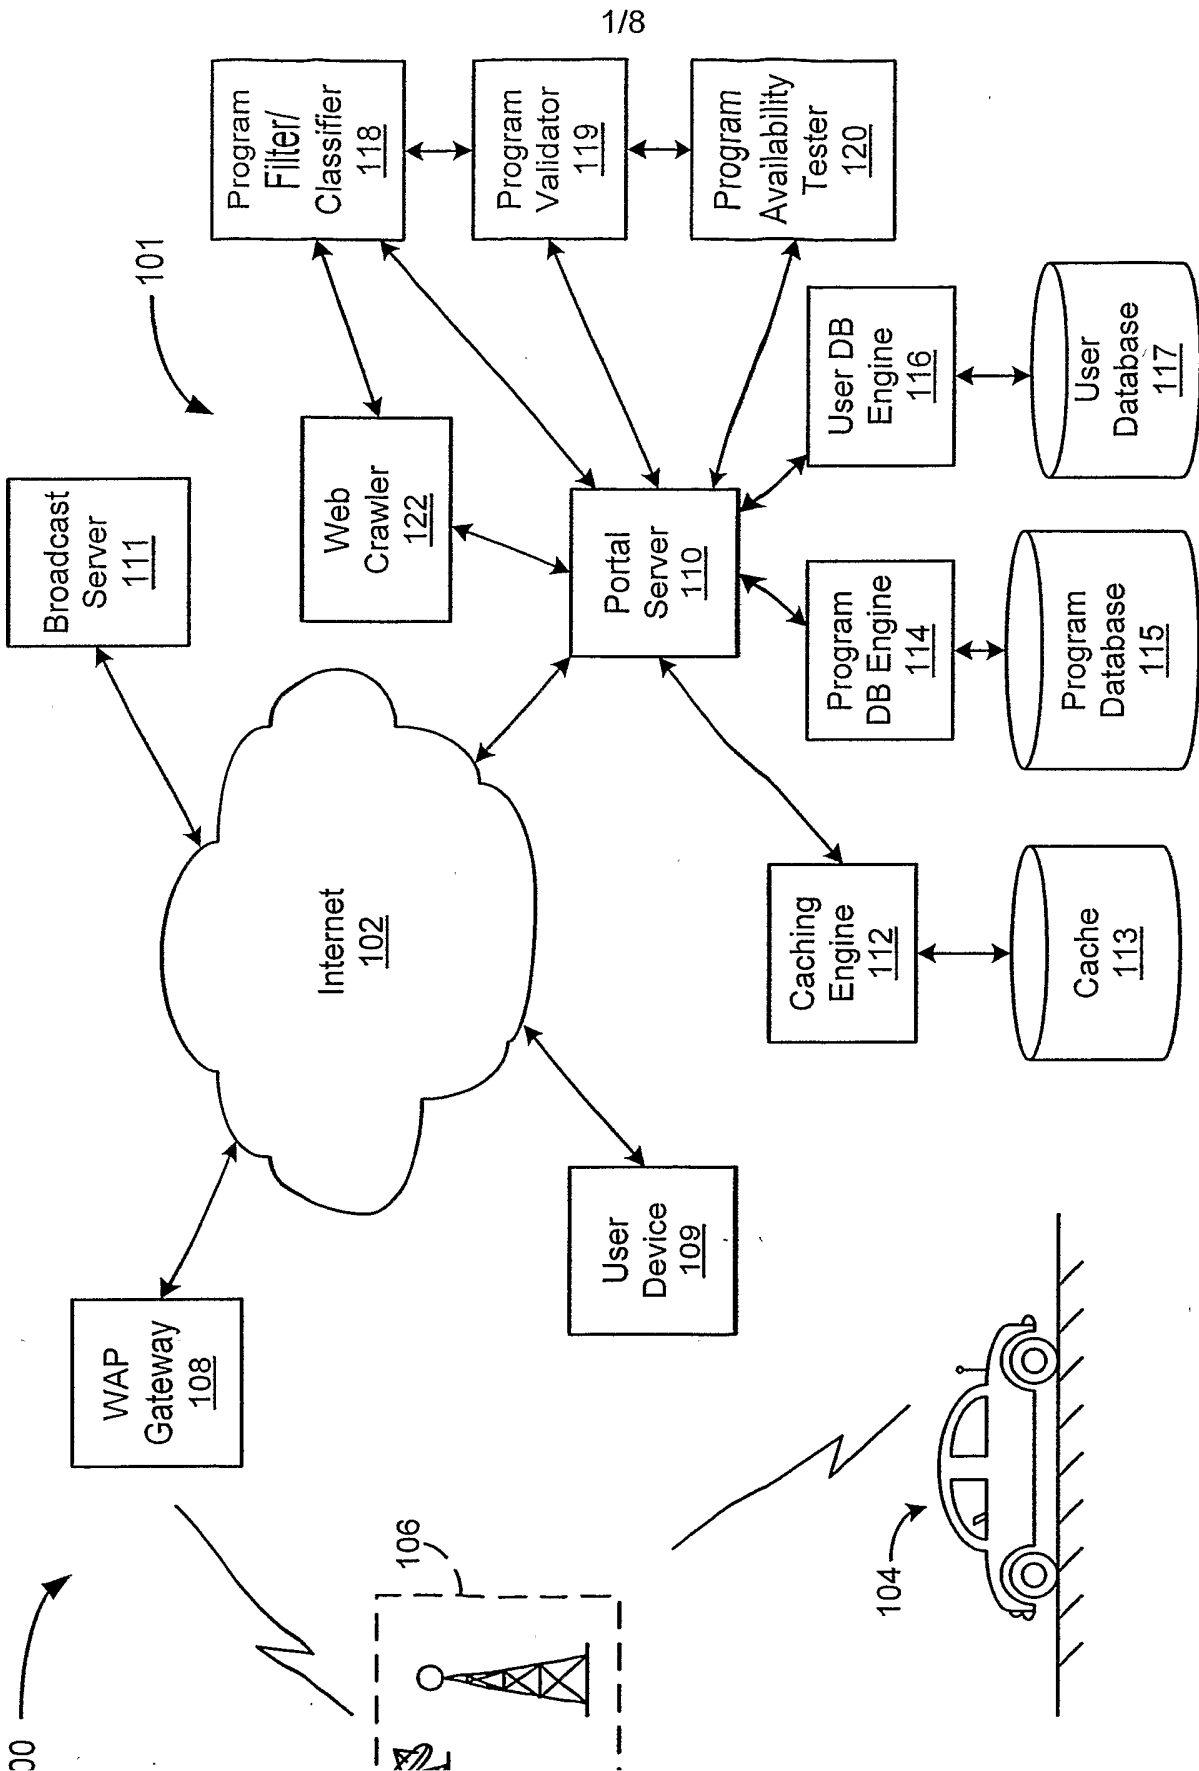 1/8
00
101
106
104
WAP
Gateway
108
Internet
102
Broadcast
Server
111
User
Device
109
Web
Crawler
122
Portal
Server
110
Program
Filter/
Classifier
118
Program
Validator
119
Program
Availability
Tester
120
Caching
Engine
112
Program
DB Engine
114
User DB
Engine
116
Cache
113
Program
Database
115
User
Database
117